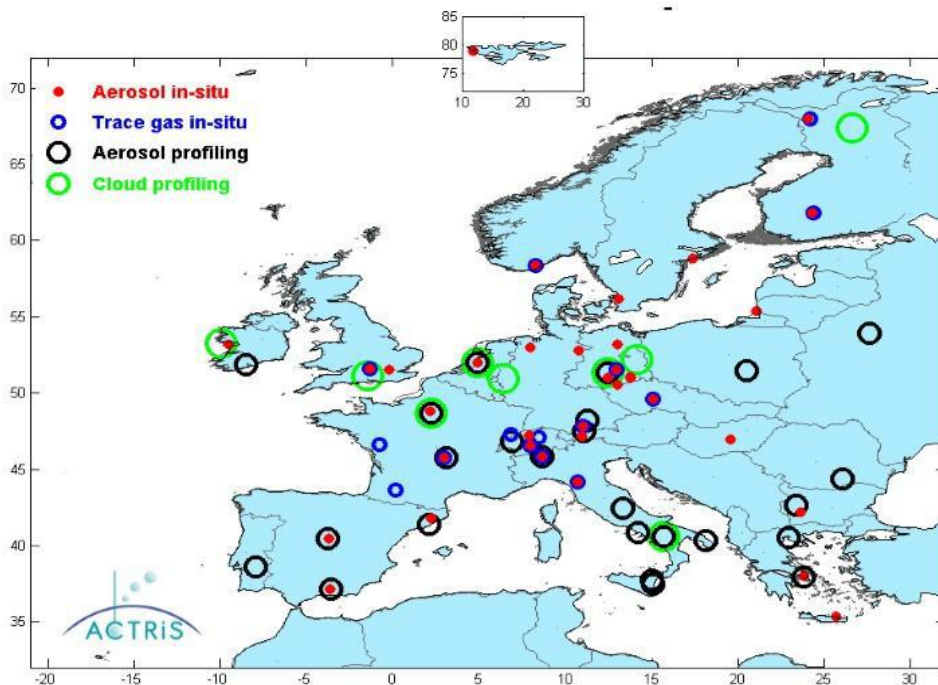 85
80
75
10 20 30
70
65
60
55
50
45
40
35
Aerosol in-situ
Trace gas in-situ
Aerosol profiling
Cloud profiling
ACTRiS
-20 -15 -10 -5 0 5 10 15 20 25 30